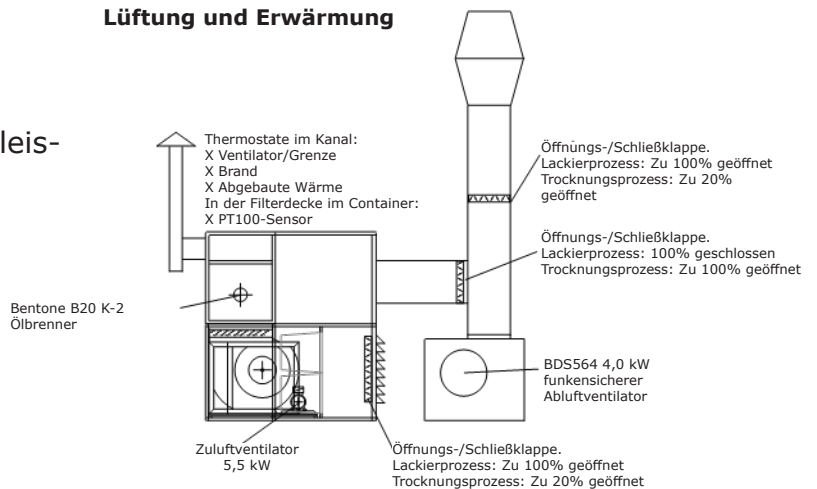 Lüftung und Erwärmung
leis-
Thermostate im Kanal:
X Ventilator/Grenze
X Brand
X Abgebaute Wärme
In der Filterdecke im Container:
X PT100-Sensor
Öffnungs-/Schließklappe.
Lackierprozess: Zu 100% geöffnet
Trocknungsprozess: Zu 20%
geöffnet
Öffnungs-/Schließklappe.
Lackierprozess: 100% geschlossen
Trocknungsprozess: Zu 100% geöffnet
Bentone B20 K-2
Ölbrenner
BDS564 4,0 kW
funkensicherer
Abluftventilator
Zuluftventilator
5,5 kW
Öffnungs-/Schließklappe.
Lackierprozess: Zu 100% geöffnet
Trocknungsprozess: Zu 20% geöffnet